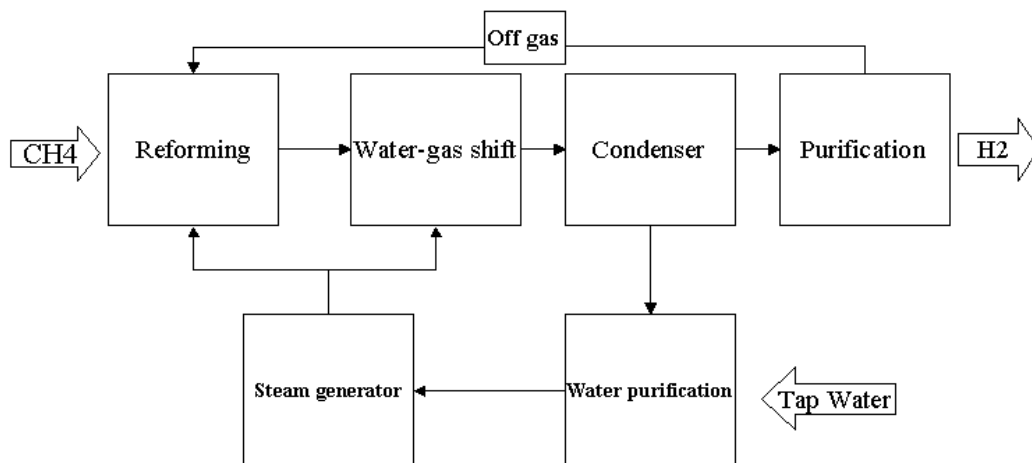 Off gas
CH4
Reforming
Water-gas shift
Condenser
Purification
H2
Steam generator
Water purification
Tap Water